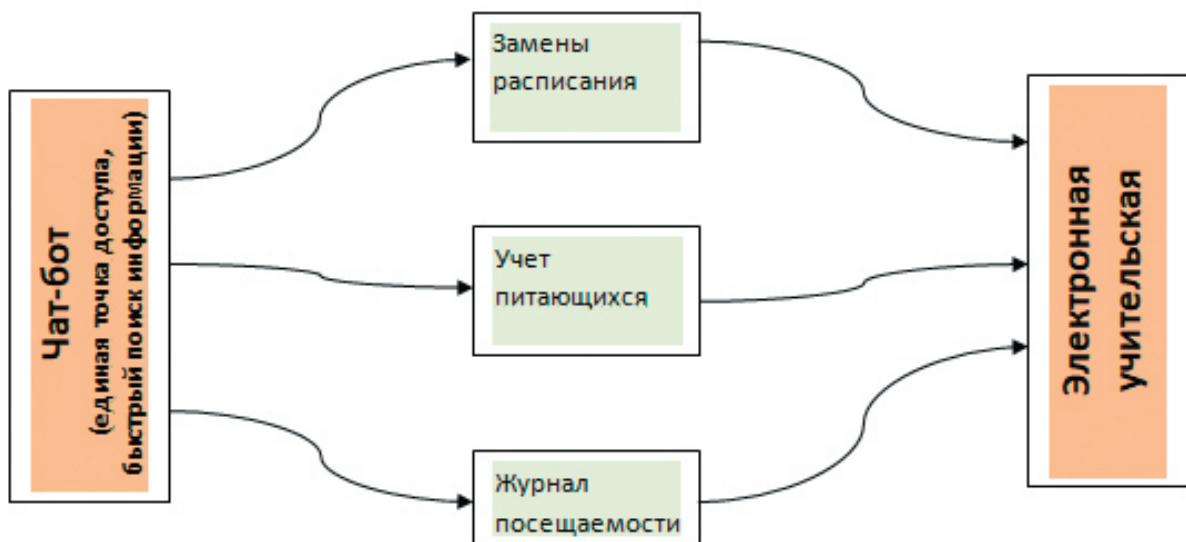 Чат-бот
(единая точка доступа,
быстрый поиск информации)
Замены
расписания
Учет
питающихся
Журнал
посещаемости
Электронная
учительская